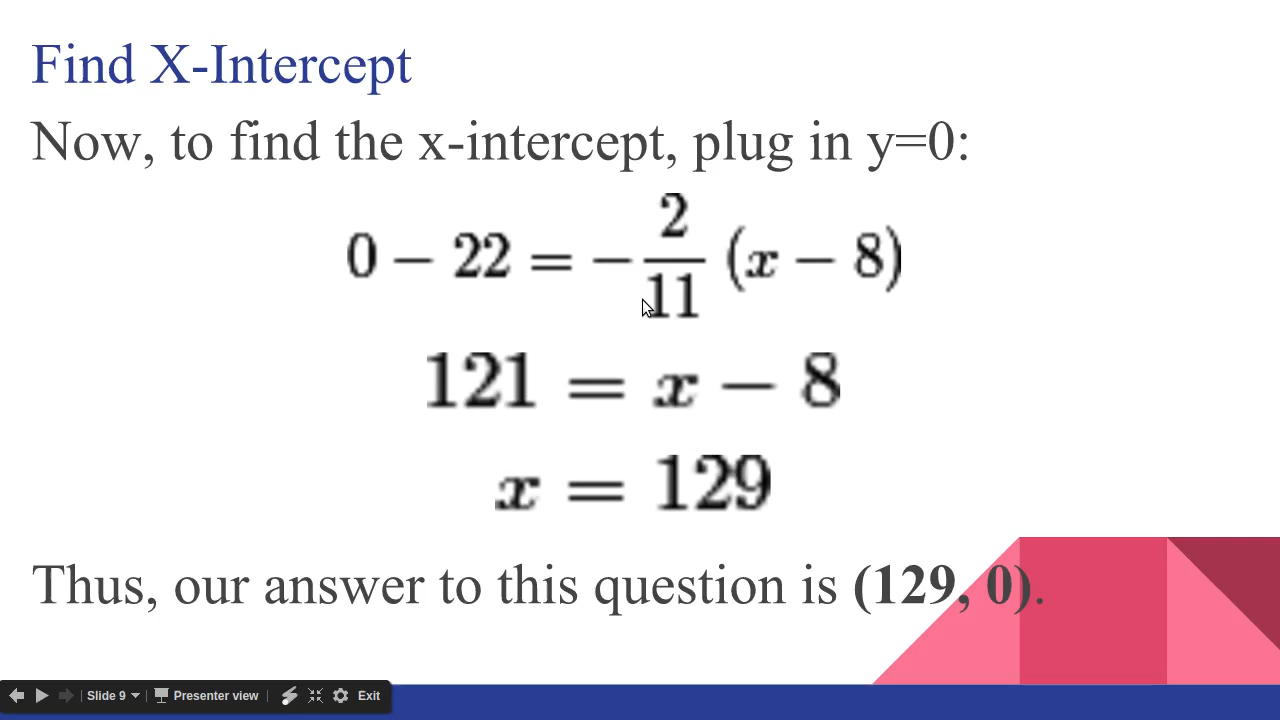 Find X-Intercept
Now, to find the x-intercept, plug in y=0:
0 − 22 = −\frac{2}{11} (x − 8)
121 = x − 8
x = 129
Thus, our answer to this question is (129, 0).
Slide 9 Presenter view Exit